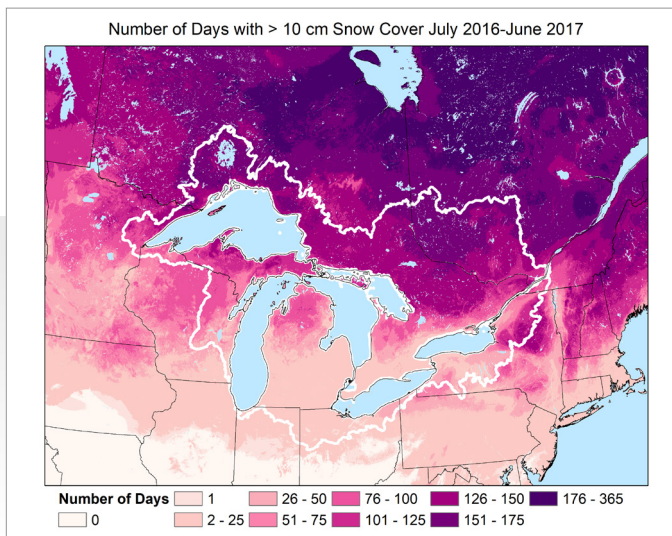 Number of Days with > 10 cm Snow Cover July 2016-June 2017
Number of Days
0
1
2 - 25
26 - 50
51 - 75
76 - 100
101 - 125
126 - 150
151 - 175
176 - 365